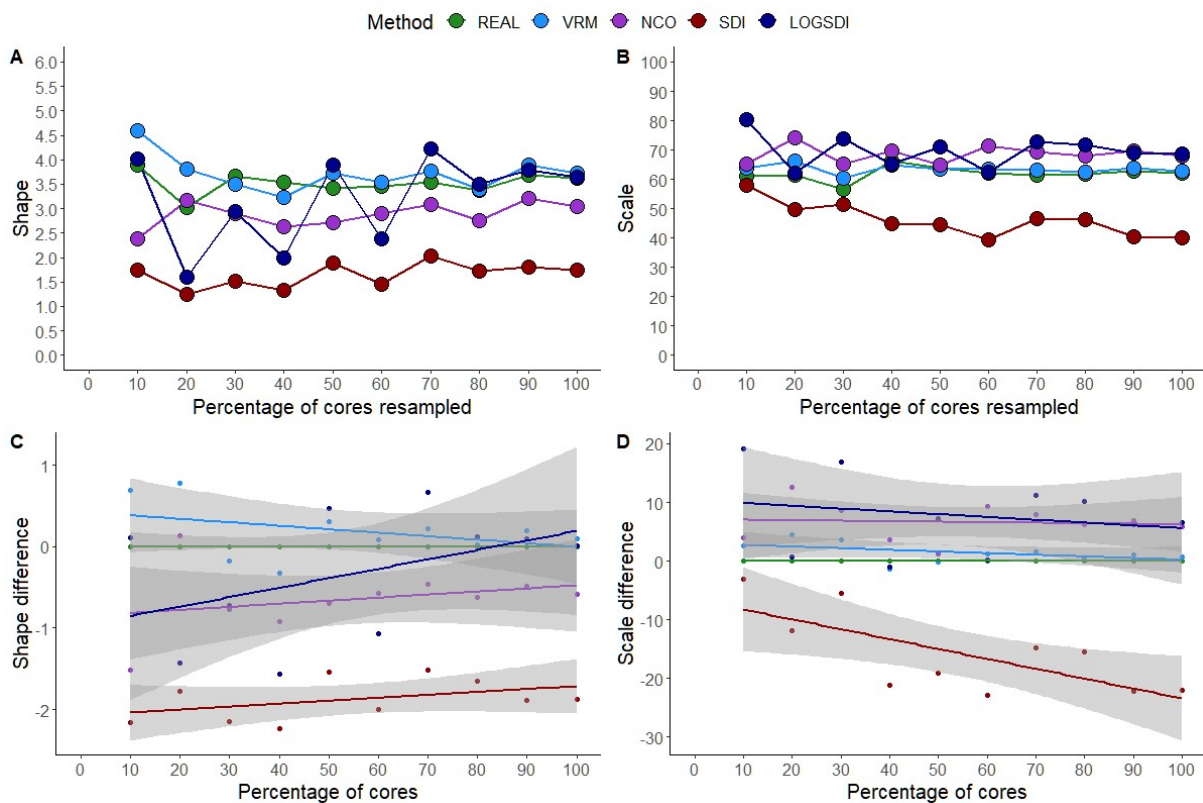 Method REAL VRM NCO SDI LOGSDI
A
6.0
5.5
5.0
4.5
4.0
3.5
3.0
2.5
2.0
1.5
1.0
0.5
0.0
Shape
0 10 20 30 40 50 60 70 80 90 100
Percentage of cores resampled
B
100
90
80
70
60
50
40
30
20
10
0
Scale
0 10 20 30 40 50 60 70 80 90 100
Percentage of cores resampled
C
1
0
-1
-2
Shape difference
0 10 20 30 40 50 60 70 80 90 100
Percentage of cores
D
20
10
0
-10
-20
-30
Scale difference
0 10 20 30 40 50 60 70 80 90 100
Percentage of cores